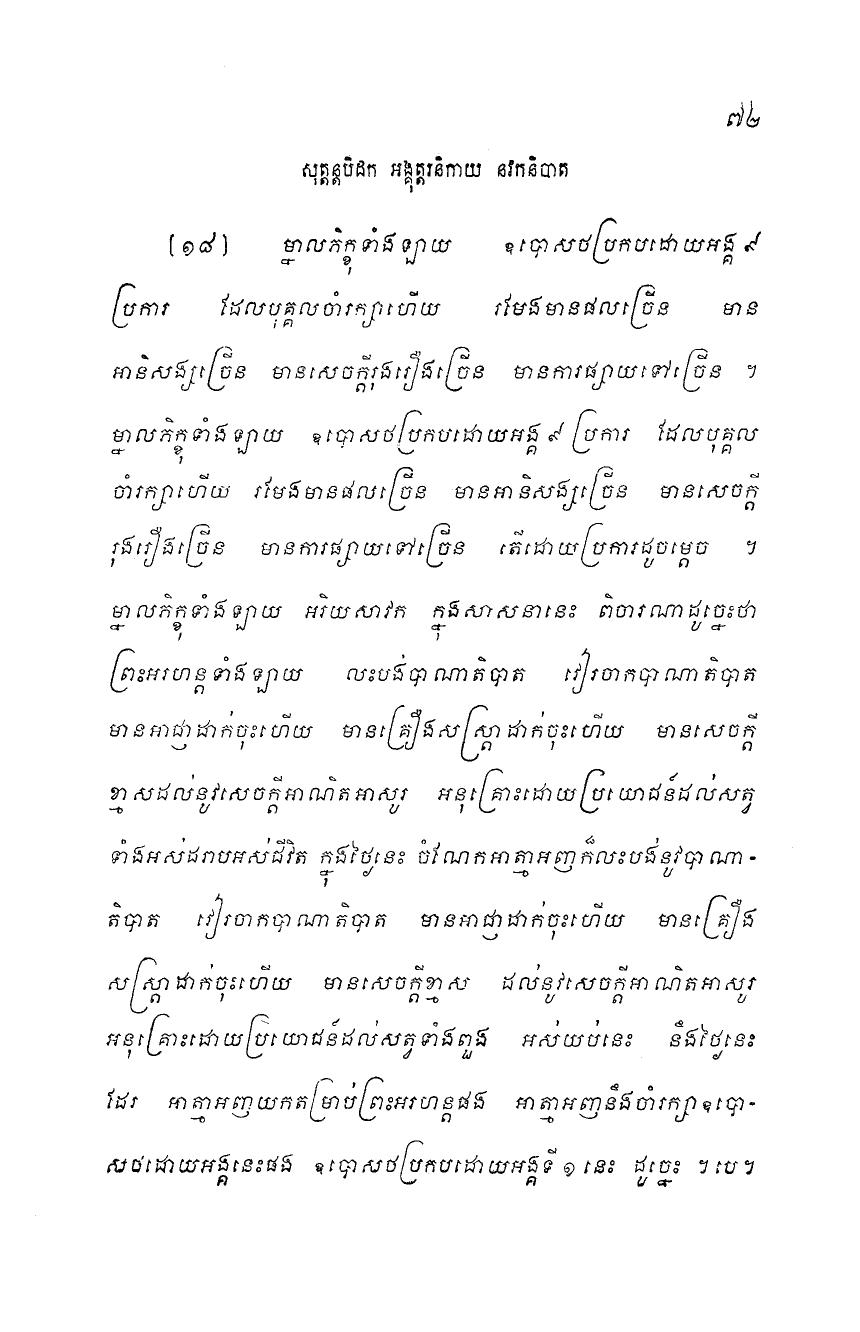 ៧៤
សុត្តន្តបិដក អង្គុត្តរនិកាយ នវកនិបាត
[១៨] ម្នាលភិក្ខុទាំងឡាយ ឧបោសថប្រកបដោយអង្គ ៩
ប្រការ ដែលបុគ្គលចាំរក្សាហើយ រមែងមានផលច្រើន មាន
អានិសង្សច្រើន មានសេចក្តីរុងរឿងច្រើន មានការផ្សាយទៅច្រើន ។
ម្នាលភិក្ខុទាំងឡាយ ឧបោសថប្រកបដោយអង្គ ៩ ប្រការ ដែលបុគ្គល
ចាំរក្សាហើយ រមែងមានផលច្រើន មានអានិសង្សច្រើន មានសេចក្តី
រុងរឿងច្រើន មានការផ្សាយទៅច្រើន តើដោយប្រការដូចម្តេច ។
ម្នាលភិក្ខុទាំងឡាយ អរិយសាវក ក្នុងសាសនានេះ ពិចារណាដូច្នេះថា
ព្រះអរហន្តទាំងឡាយ លះបង់បាណាតិបាត វៀរចាកបាណាតិបាត
មានអាជ្ញាដាក់ចុះហើយ មានគ្រឿងសស្ត្រាដាក់ចុះហើយ មានសេចក្តី
ខ្មាសដល់នូវសេចក្តីអាណិតអាសូរ អនុគ្រោះដោយប្រយោជន៍ដល់សត្វ
ទាំងអស់ដរាបអស់ជីវិត ក្នុងថ្ងៃនេះ ចំណែកអាត្មាអញក៏លះបង់នូវបាណា-
តិបាត វៀរចាកបាណាតិបាត មានអាជ្ញាដាក់ចុះហើយ មានគ្រឿង
សស្ត្រាដាក់ចុះហើយ មានសេចក្តីខ្មាស ដល់នូវសេចក្តីអាណិតអាសូរ
អនុគ្រោះដោយប្រយោជន៍ដល់សត្វទាំងពួង អស់យប់នេះ នឹងថ្ងៃនេះ
ដែរ អាត្មាអញយកតម្រាប់ព្រះអរហន្តផង អាត្មាអញនឹងចាំរក្សាឧបោ-
សថដោយអង្គនេះផង ឧបោសថប្រកបដោយអង្គទី ១ នេះ ដូច្នេះ ។ បេ។